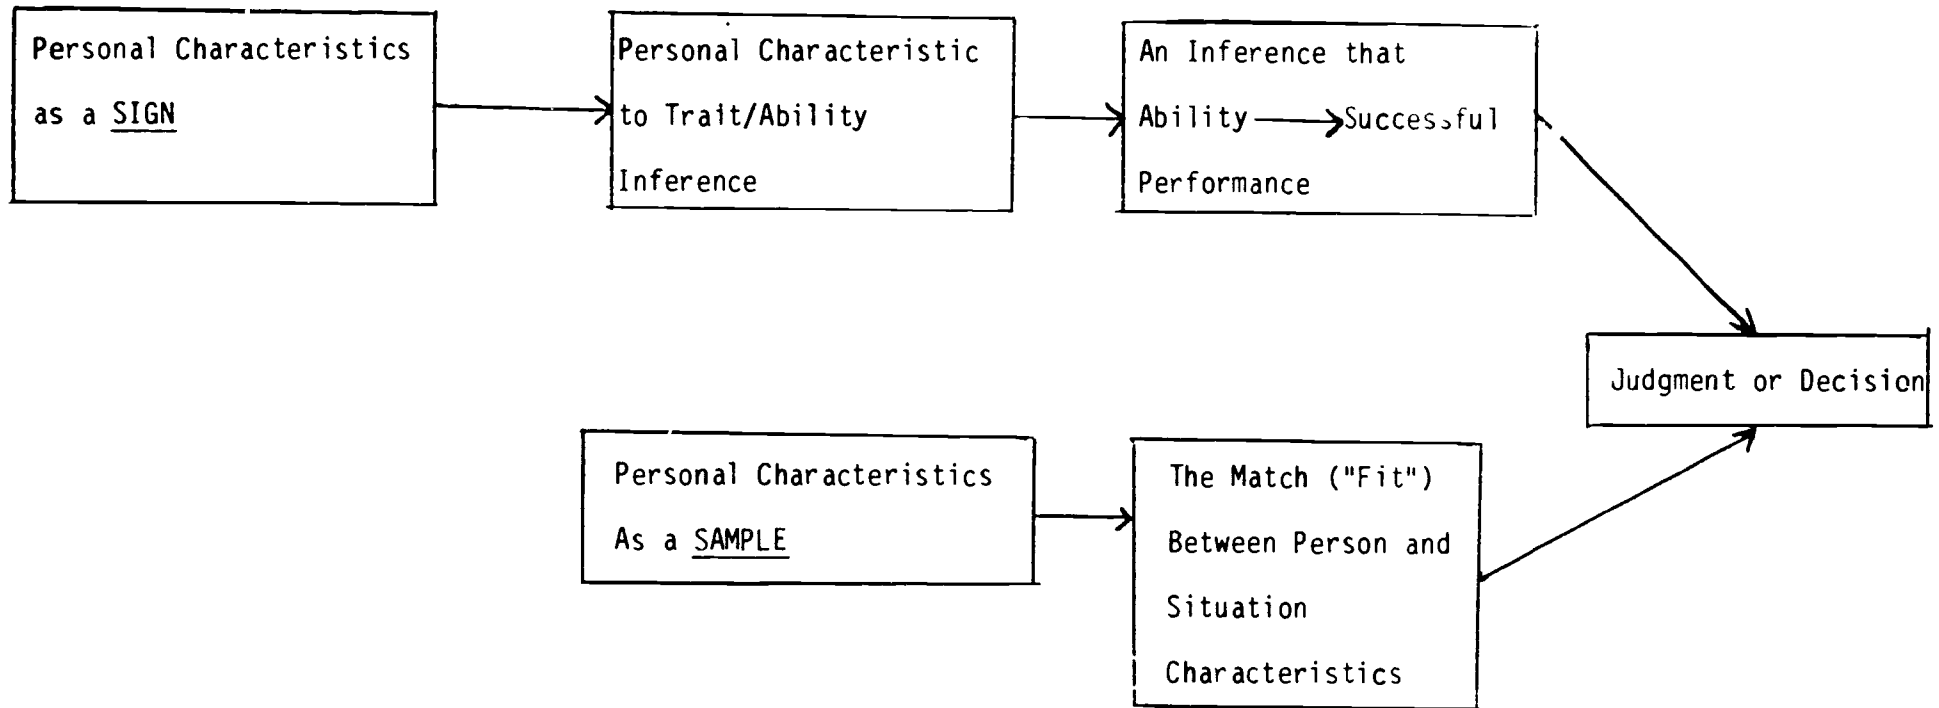 Personal Characteristics
as a SIGN
Personal Characteristic
to Trait/Ability
Inference
An Inference that
Ability → Successful
Performance
Judgment or Decision
Personal Characteristics
As a SAMPLE
The Match ("Fit")
Between Person and
Situation
Characteristics